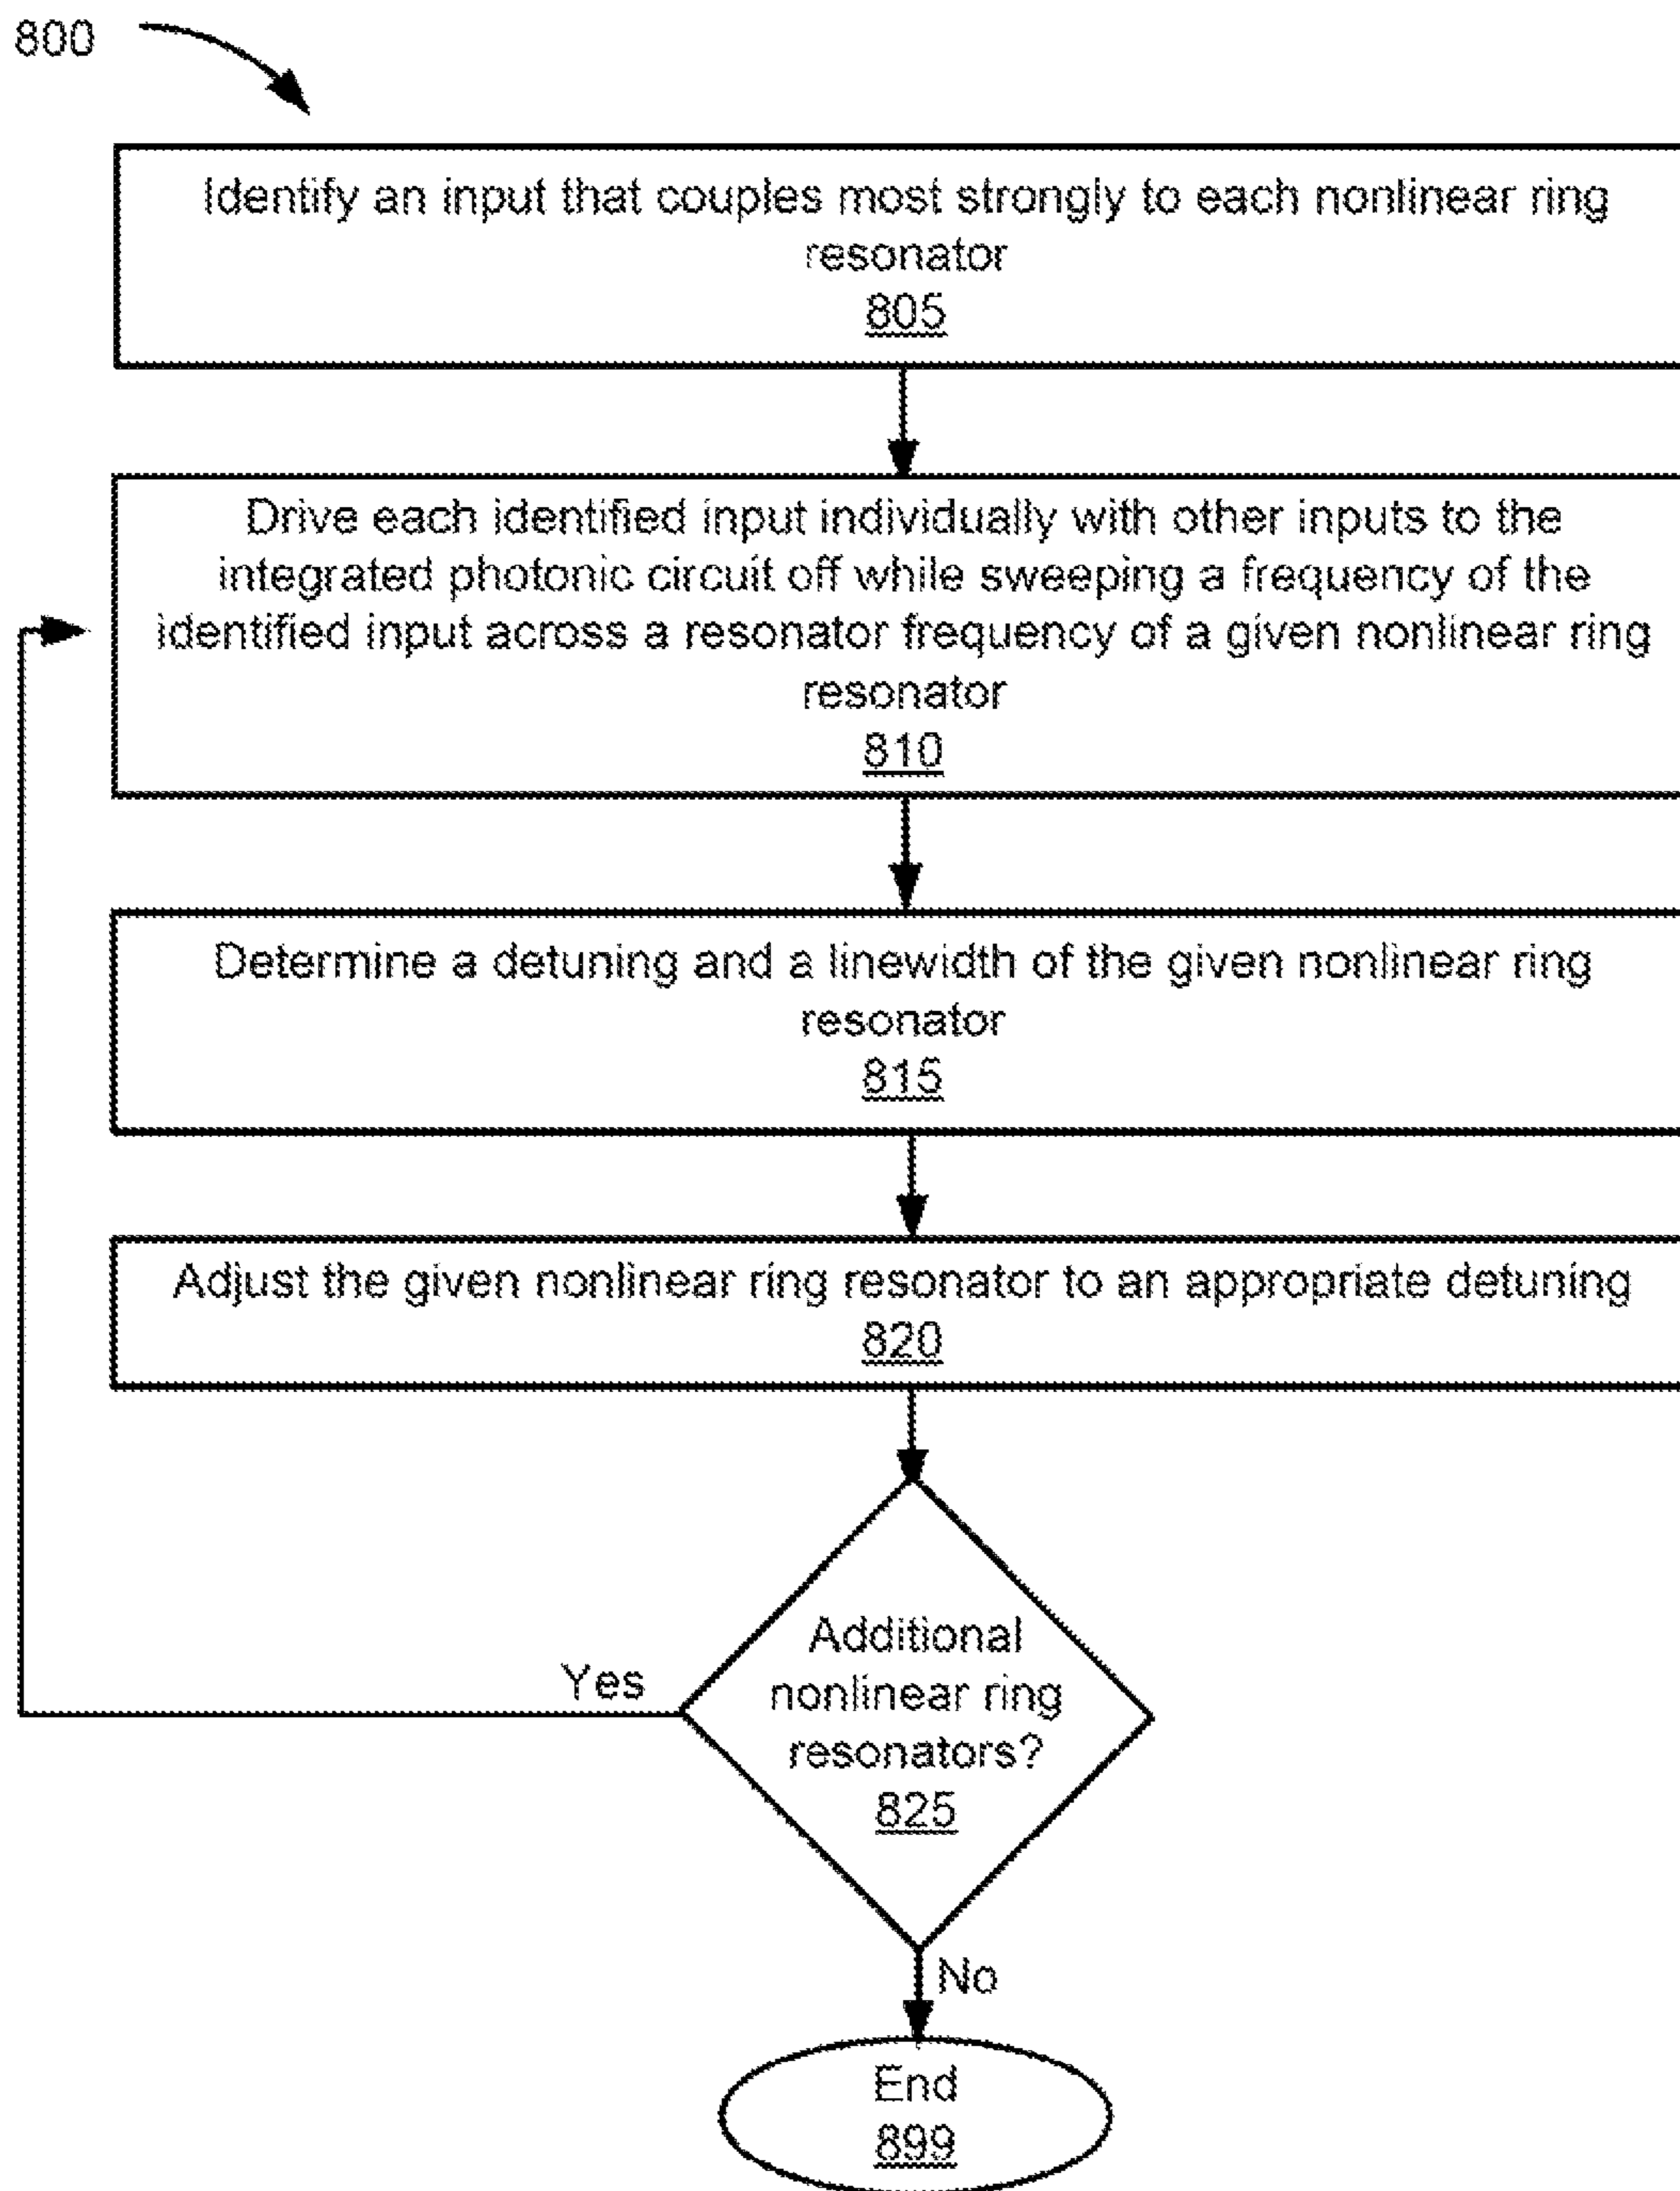 800
Identify an input that couples most strongly to each nonlinear ring
resonator
805
Drive each identified input individually with other inputs to the
integrated photonic circuit off while sweeping a frequency of the
identified input across a resonator frequency of a given nonlinear ring
resonator
810
Determine a detuning and a linewidth of the given nonlinear ring
resonator
815
Adjust the given nonlinear ring resonator to an appropriate detuning
820
Additional
nonlinear ring
resonators?
825
Yes
No
End
899